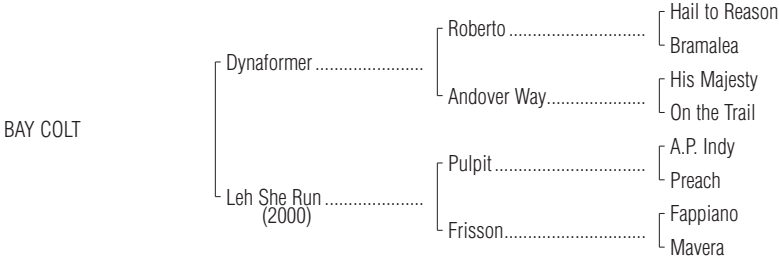 Hail to Reason
Roberto ..............................
Bramalea
Dynaformer .......................
His Majesty
Andover Way.....................
On the Trail
BAY COLT
A.P. Indy
Pulpit .................................
Preach
Leh She Run .....................
(2000)
Fappiano
Frisson...............................
Mavera